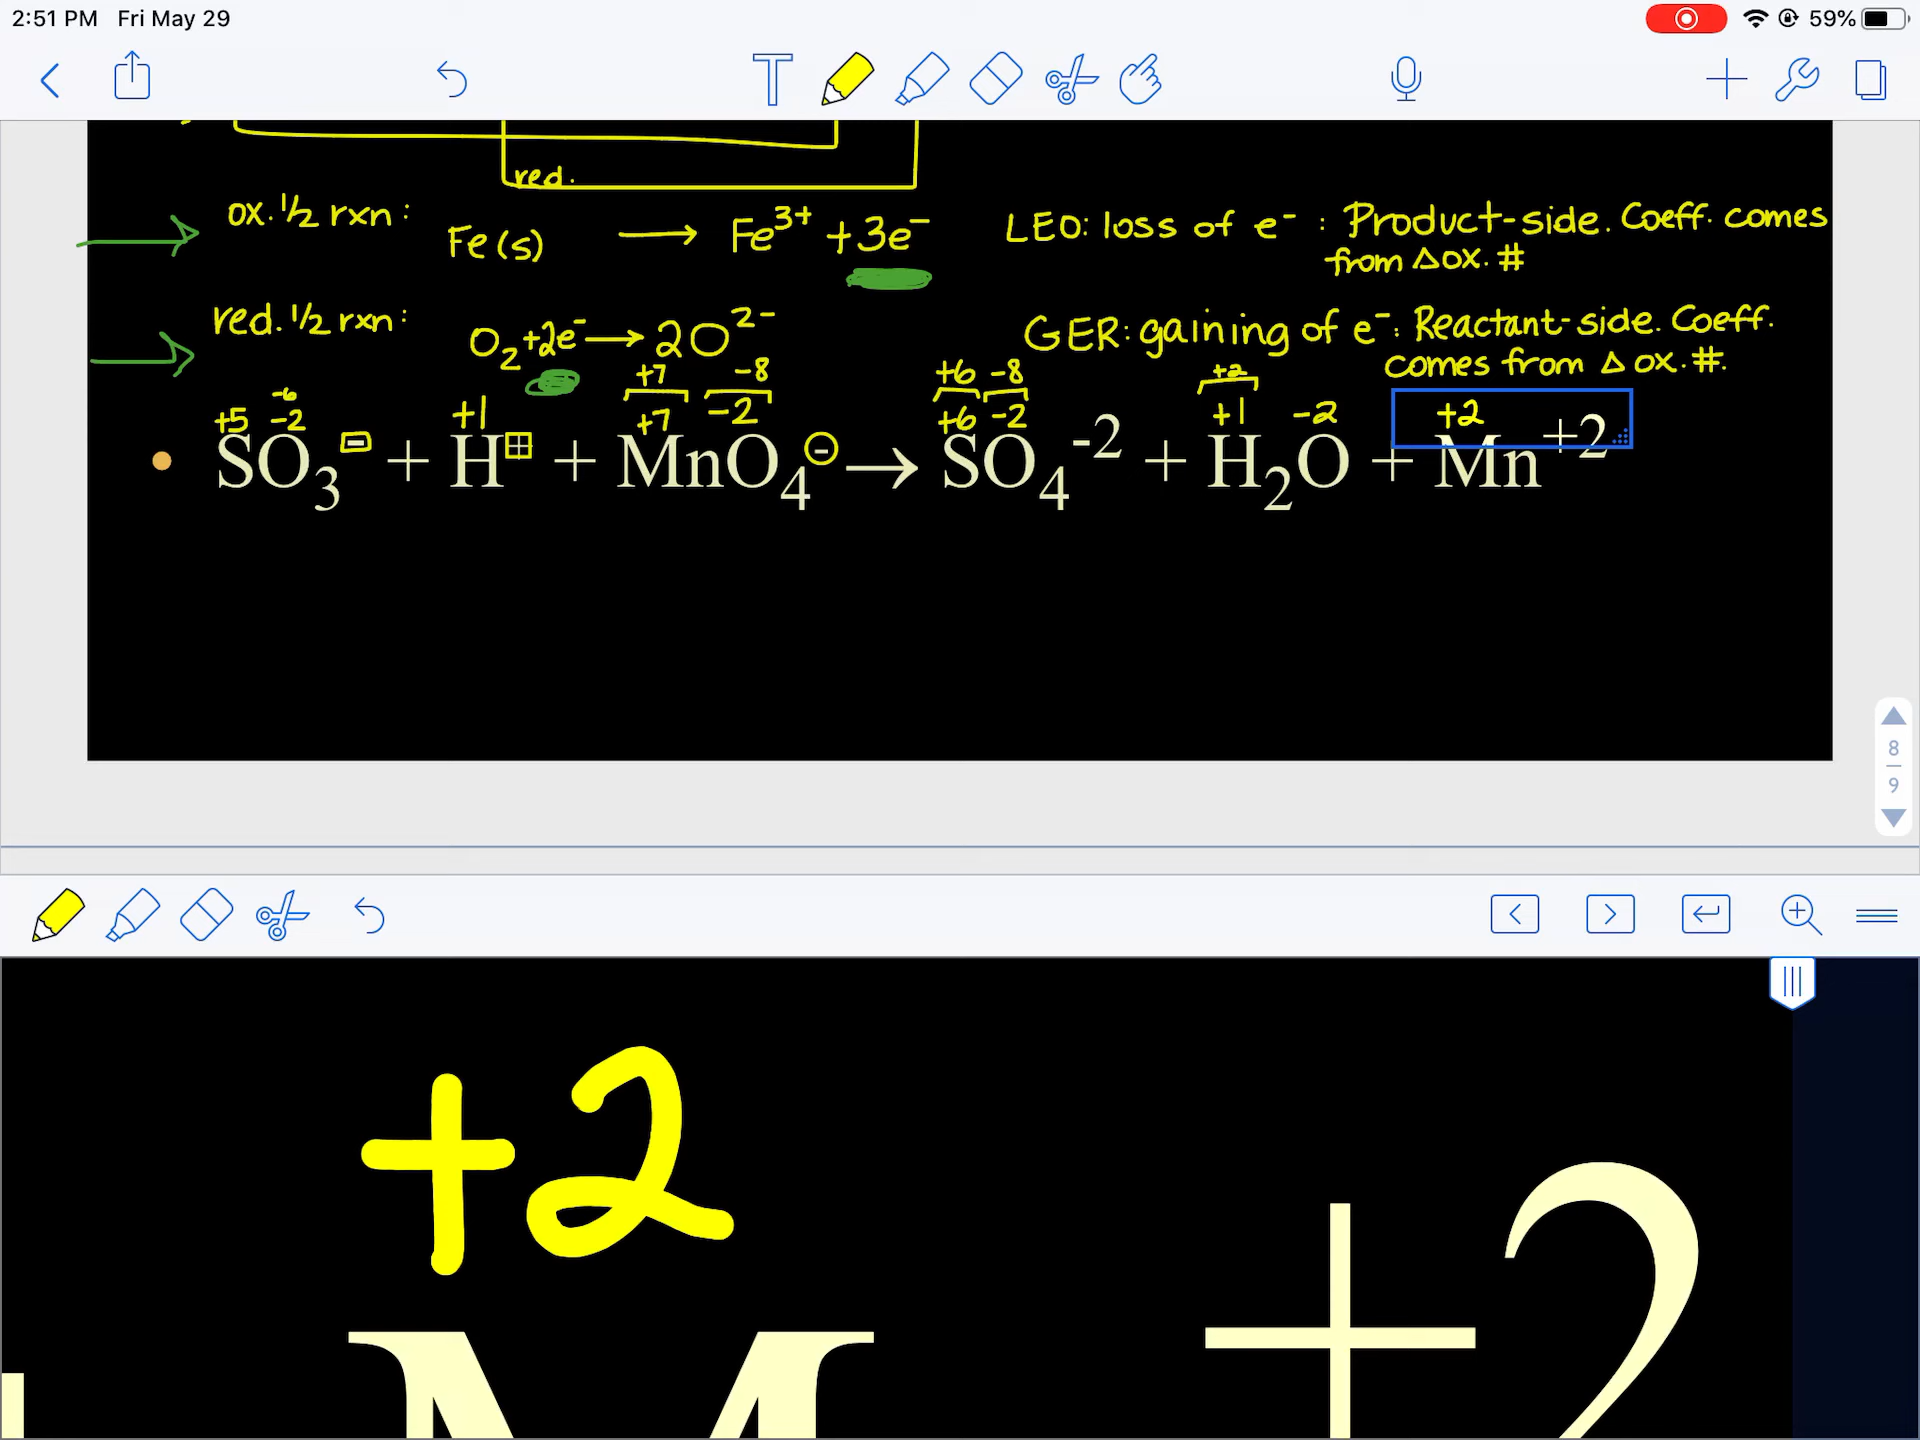 2:51 PM Fri May 29 59%
T
red.
ox. 1/2 rxn: Fe(s) → Fe³⁺ + 3e⁻ LEO: loss of e⁻ : Product-side. Coeff. comes
from Δox. #
red. 1/2 rxn: O₂ + 2e⁻ → 2O²⁻ GER: gaining of e⁻: Reactant-side. Coeff.
comes from Δ ox. #.
-6 +7 -8 +6 -8 +2
+5 -2 +1 +7 -2 +6 -2 +1 -2 +2
• SO₃⁻ + H⁺ + MnO₄⁻ → SO₄⁻² + H₂O + Mn⁺²
8
9
+2
+2
M